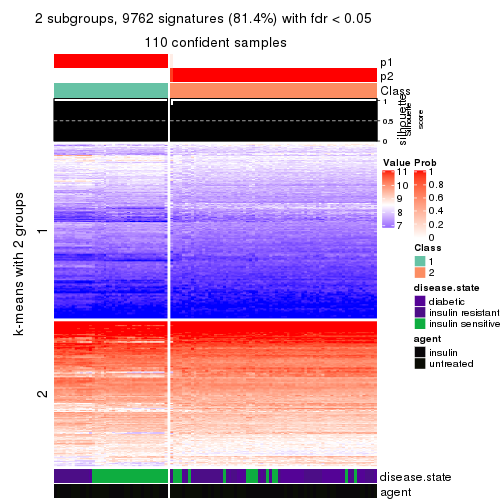 2 subgroups, 9762 signatures (81.4%) with fdr < 0.05
110 confident samples
p1
p2
Class
1
0.5
0
silhouette
Silhouette
score
k-means with 2 groups
1
2
Value
11
10
9
8
7
Prob
0.8
0.6
0.4
0.2
0
Class
1
2
disease.state
diabetic
insulin resistant
insulin sensitive
agent
insulin
untreated
disease.state
agent